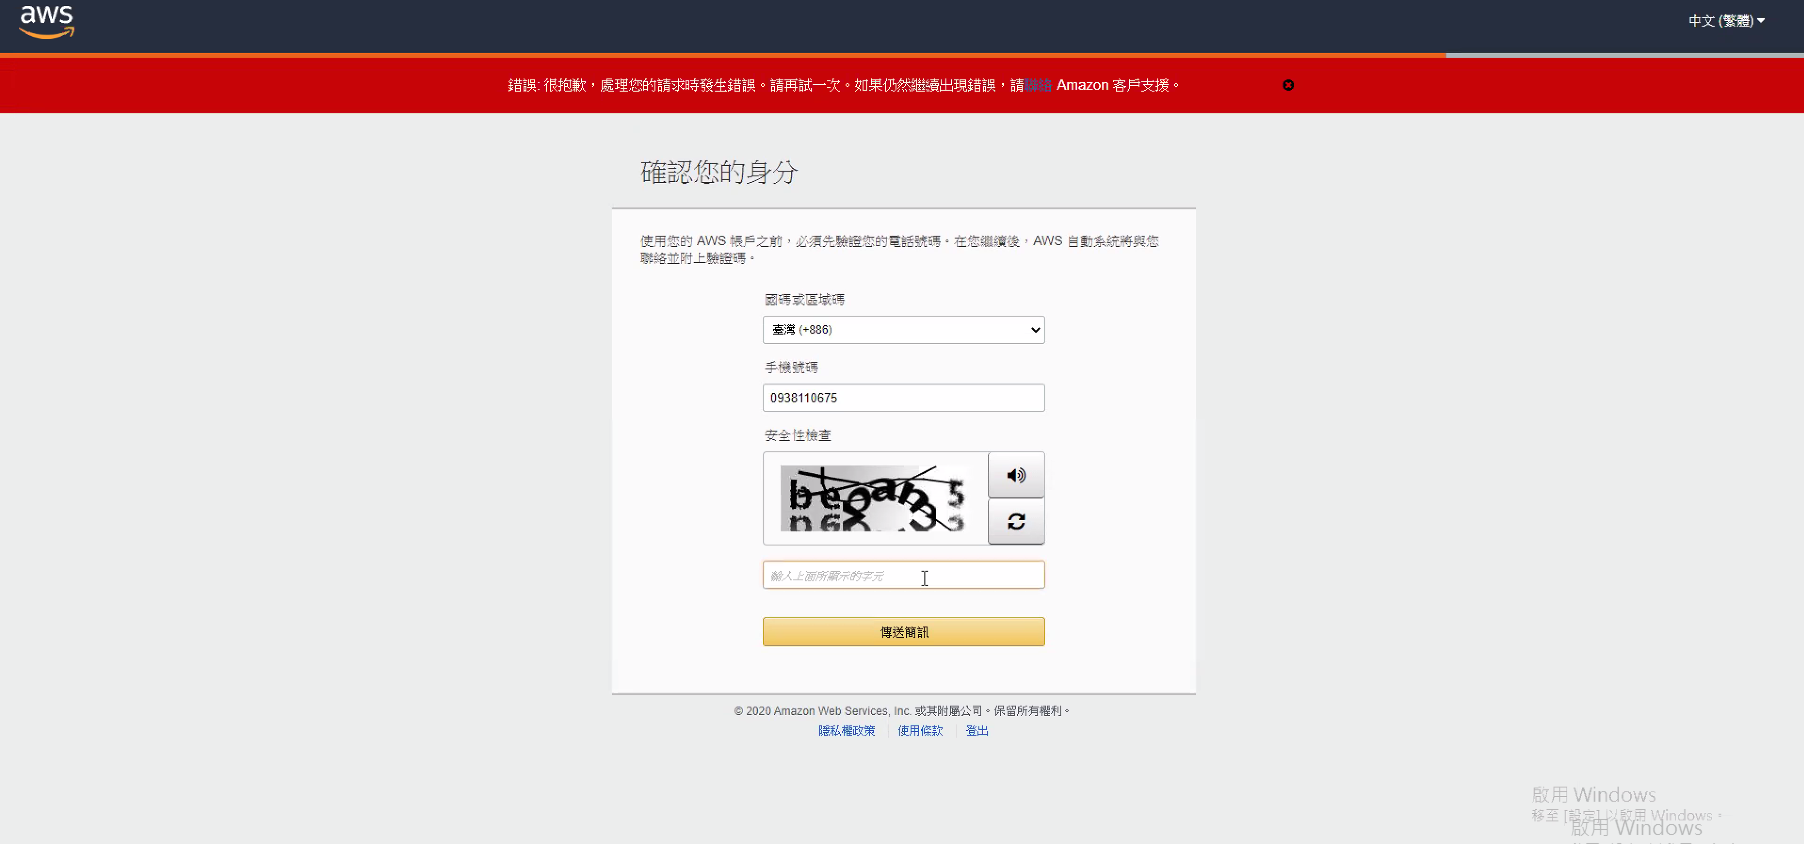 aws
中文 (繁體)
錯誤: 很抱歉，處理您的請求時發生錯誤。請再試一次。如果仍然繼續出現錯誤，請聯絡 Amazon 客戶支援。
確認您的身分
使用您的 AWS 帳戶之前，必須先驗證您的電話號碼。在您繼續後，AWS 自動系統將與您
聯絡並附上驗證碼。
國碼或區域碼
臺灣 (+886)
手機號碼
0938110675
安全性檢查
輸入上面所顯示的字元
傳送簡訊
© 2020 Amazon Web Services, Inc. 或其附屬公司。保留所有權利。
隱私權政策 使用條款 登出
啟用 Windows
移至 [設定] 以啟用 Windows。
啟用 Windows